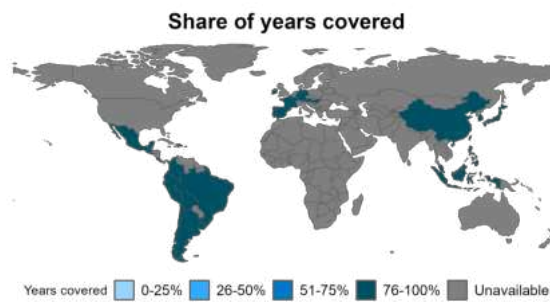 Share of years covered
Years covered 0-25% 26-50% 51-75% 76-100% Unavailable